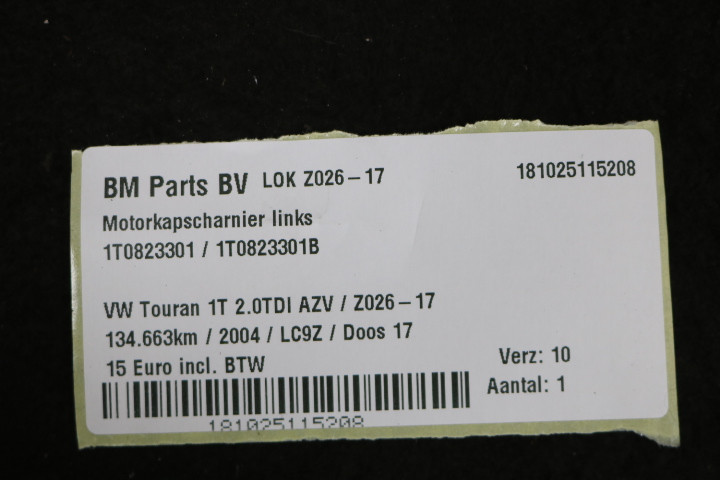 BM Parts BV LOK Z026-17 181025115208
Motorkapscharnier links
1T0823301 / 1T0823301B
VW Touran 1T 2.0TDI AZV / Z026-17
134.663km / 2004 / LC9Z / Doos 17
15 Euro incl. BTW
Verz: 10
Aantal: 1
181025115208